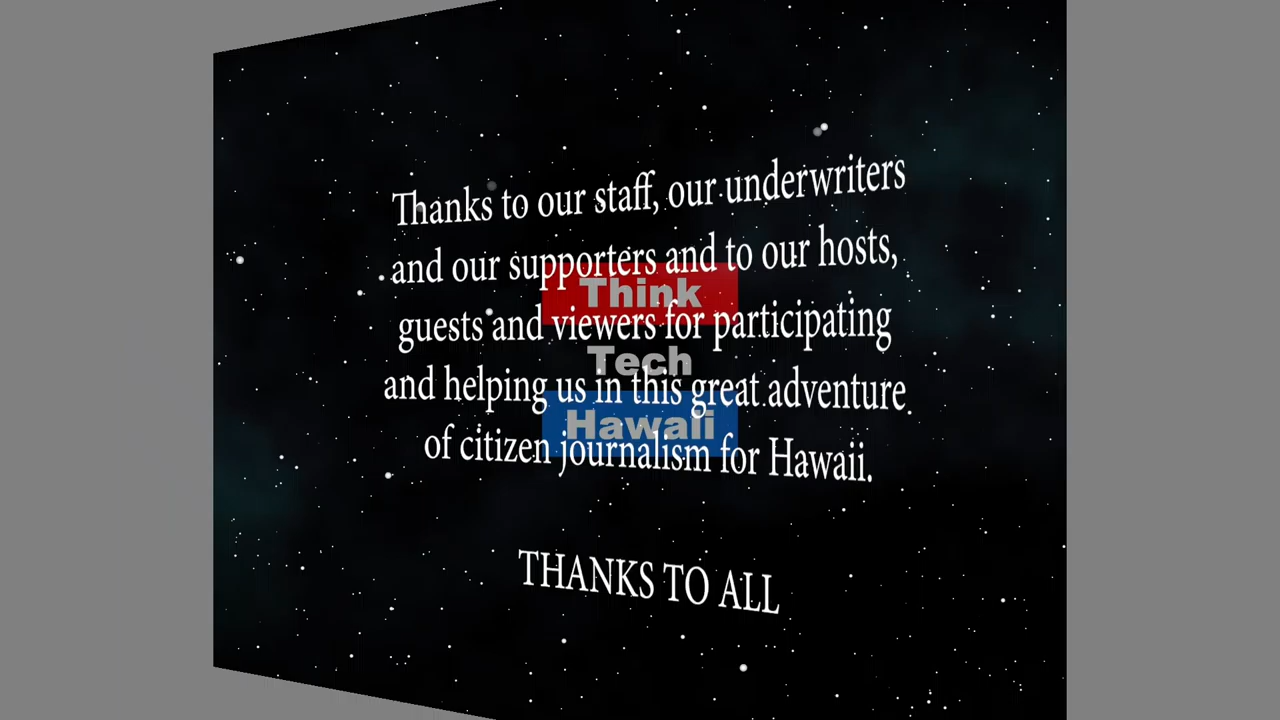 Thanks to our staff, our underwriters
and our supporters and to our hosts,
Think
guests and viewers for participating
Tech
and helping us in this great adventure
Hawaii
of citizen journalism for Hawaii.
THANKS TO ALL